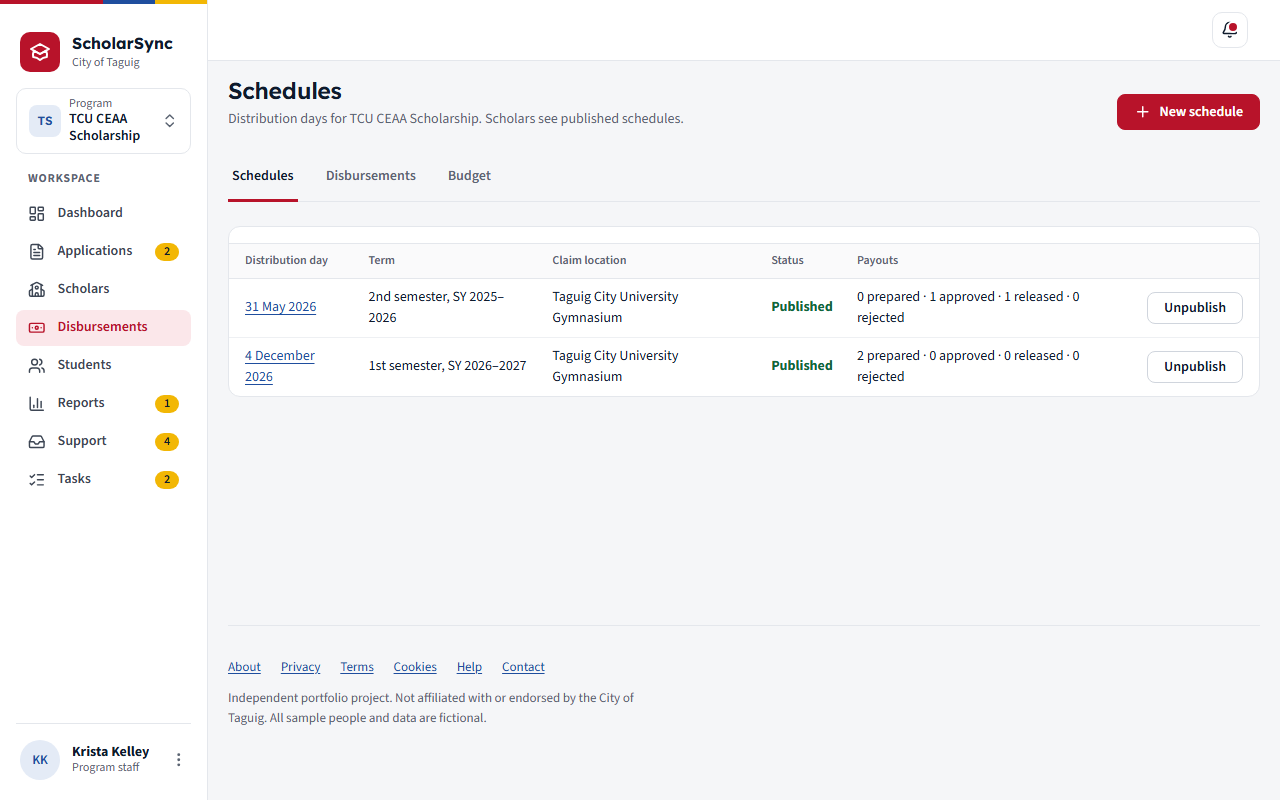 ScholarSync
City of Taguig
Program
TS
TCU CEAA
Scholarship
WORKSPACE
Dashboard
Applications 2
Scholars
Disbursements
Students
Reports 1
Support 4
Tasks 2
KK
Krista Kelley
Program staff
Schedules
Distribution days for TCU CEAA Scholarship. Scholars see published schedules.
New schedule
Schedules Disbursements Budget
Distribution day Term Claim location Status Payouts
31 May 2026
2nd semester, SY 2025–
2026
Taguig City University
Gymnasium
Published
0 prepared · 1 approved · 1 released · 0
rejected
Unpublish
4 December
2026
1st semester, SY 2026–2027
Taguig City University
Gymnasium
Published
2 prepared · 0 approved · 0 released · 0
rejected
Unpublish
About Privacy Terms Cookies Help Contact
Independent portfolio project. Not affiliated with or endorsed by the City of
Taguig. All sample people and data are fictional.